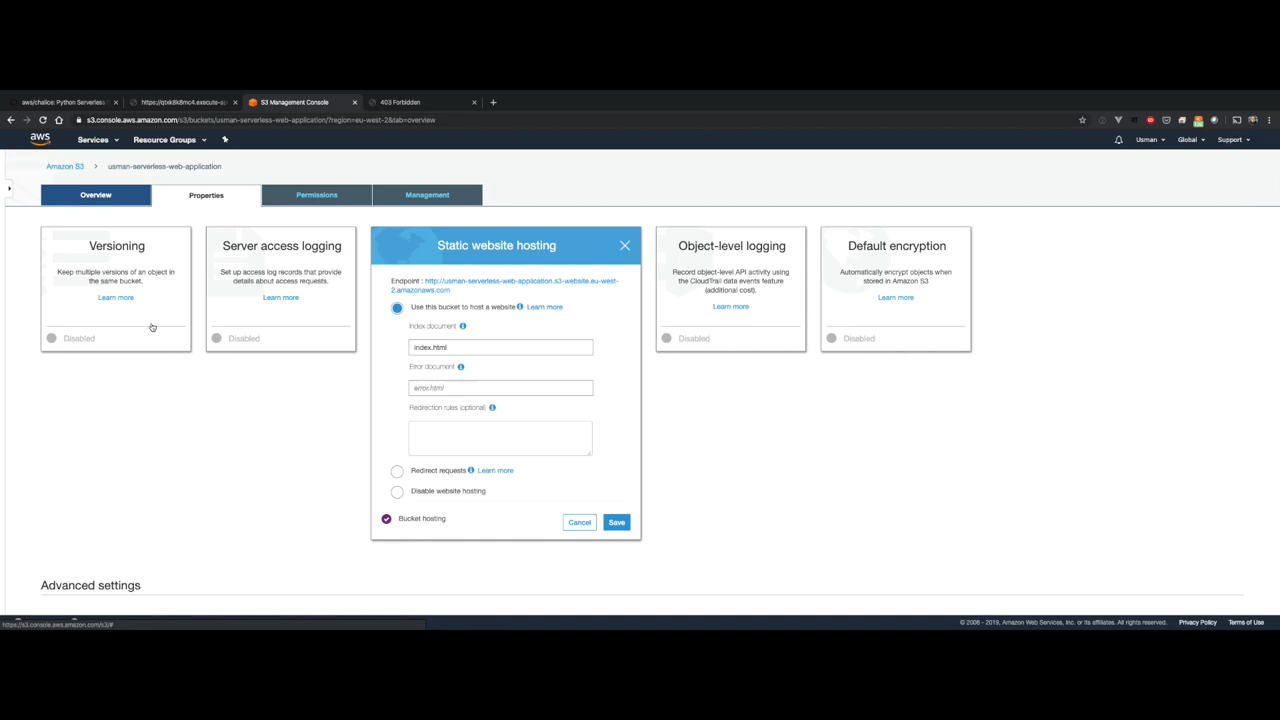 aws/chalice: Python Serverless
https://qtxk8k8mc4.execute-ap
S3 Management Console
403 Forbidden
s3.console.aws.amazon.com/s3/buckets/usman-serverless-web-application/?region=eu-west-2&tab=overview
aws
Services
Resource Groups
Usman
Global
Support
Amazon S3
usman-serverless-web-application
Overview
Properties
Permissions
Management
Versioning
Keep multiple versions of an object in
the same bucket.
Learn more
Disabled
Server access logging
Set up access log records that provide
details about access requests.
Learn more
Disabled
Static website hosting
Endpoint : http://usman-serverless-web-application.s3-website.eu-west-
2.amazonaws.com
Use this bucket to host a website Learn more
Index document
index.html
Error document
error.html
Redirection rules (optional)
Redirect requests Learn more
Disable website hosting
Bucket hosting
Cancel
Save
Object-level logging
Record object-level API activity using
the CloudTrail data events feature
(additional cost).
Learn more
Disabled
Default encryption
Automatically encrypt objects when
stored in Amazon S3
Learn more
Disabled
Advanced settings
https://s3.console.aws.amazon.com/s3/#
© 2008 - 2019, Amazon Web Services, Inc. or its affiliates. All rights reserved.
Privacy Policy
Terms of Use